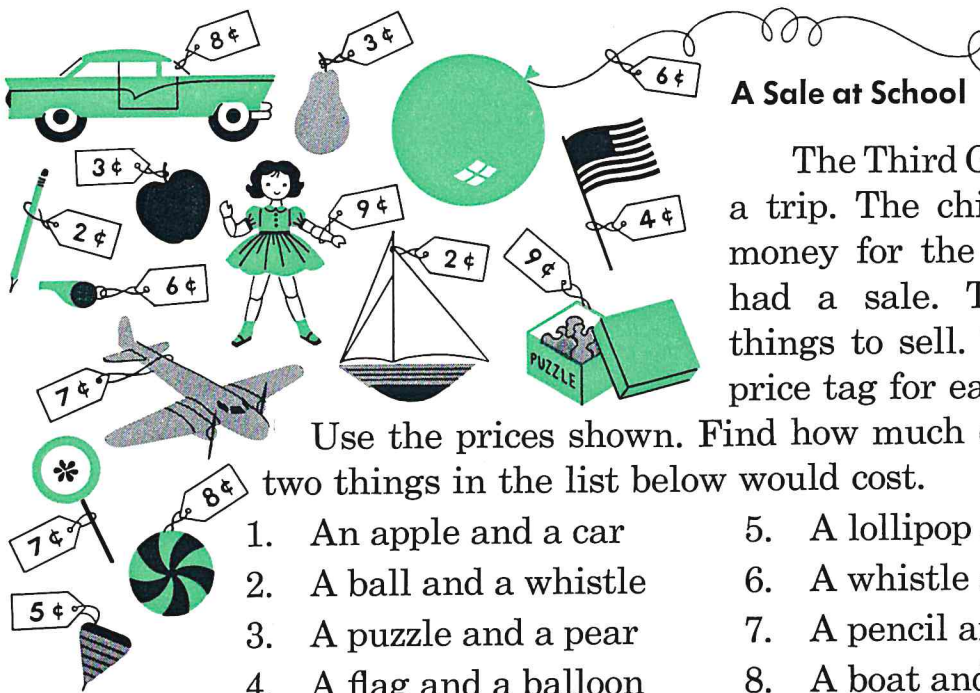 8¢
3¢
6¢
A Sale at School
3¢
The Third
a trip. The
9¢
2¢
4¢
money for the
2¢
9¢
6¢
had a sale.
things to sell.
PUZZLE
7¢
price tag for
Use the prices shown. Find how much
two things in the list below would cost.
8¢
7¢
1. An apple and a car
2. A ball and a whistle
5¢
3. A puzzle and a pear
4. A flag and a balloon
5. A lollipop
6. A whistle
7. A pencil
8. A boat and